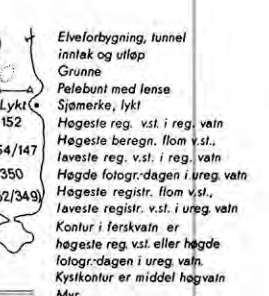 Elveforbygning, tunnel
inntak og utløp
Grunne
Pelebunt med lense
Lykt Sjømerke, lykt
152 Høgeste reg. v.st. i reg. vatn
Høgeste beregn. flom v.st.,
54/147 laveste reg. v.st. i reg. vatn
350 Høgde fotogr.-dagen i ureg. vatn
Høgeste registr. flom v.st.,
52/349) laveste registr. v.st. i ureg. vatn
Kontur i ferskvatn er
høgeste reg. v.st. eller høgde
fotogr.-dagen i ureg. vatn.
Kystkontur er middel høgvatn
Myr